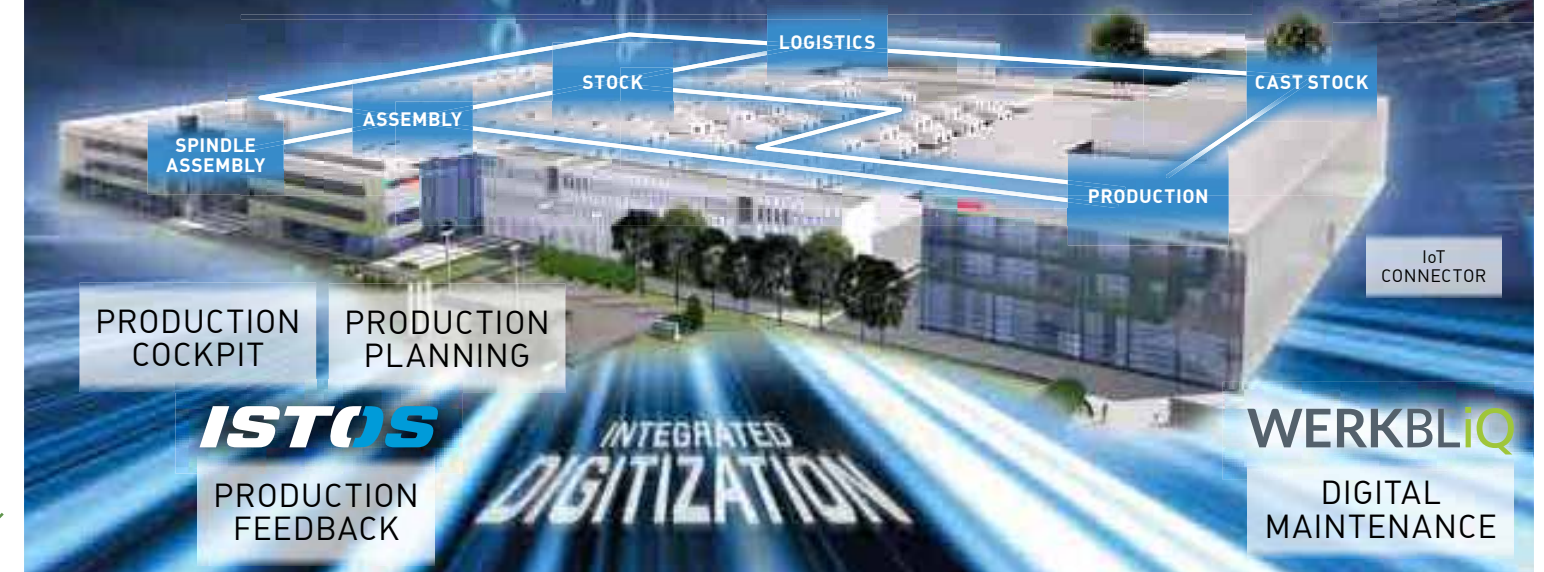 LOGISTICS
STOCK
CAST STOCK
ASSEMBLY
SPINDLE
ASSEMBLY
PRODUCTION
IoT
CONNECTOR
PRODUCTION
COCKPIT
PRODUCTION
PLANNING
ISTOS
PRODUCTION
FEEDBACK
INTEGRATED
DIGITIZATION
WERKBLiQ
DIGITAL
MAINTENANCE